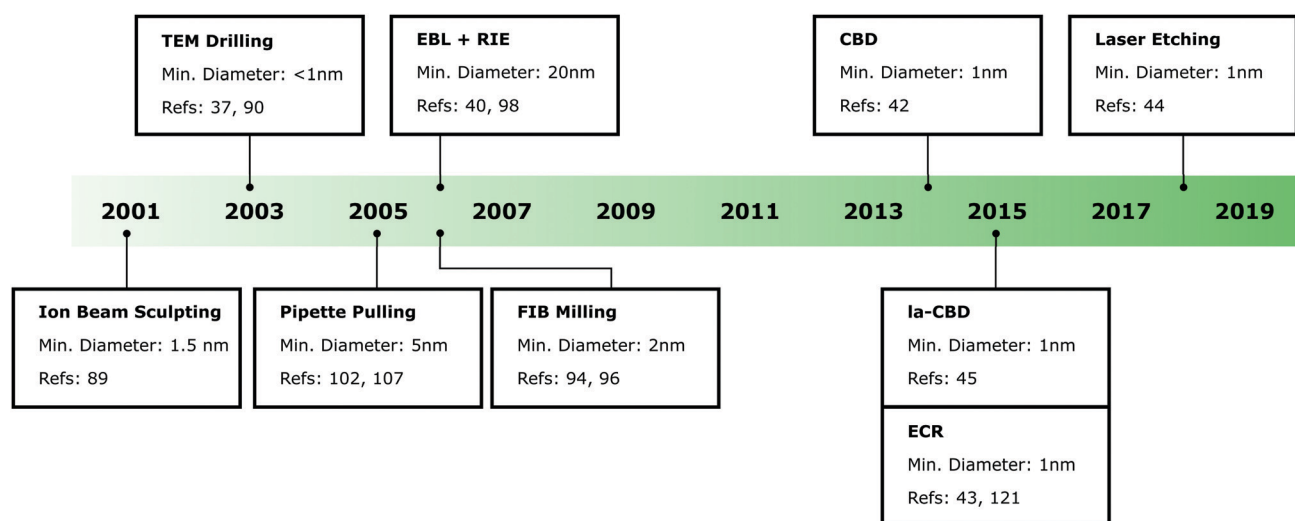 TEM Drilling
Min. Diameter: <1nm
Refs: 37, 90
EBL + RIE
Min. Diameter: 20nm
Refs: 40, 98
CBD
Min. Diameter: 1nm
Refs: 42
Laser Etching
Min. Diameter: 1nm
Refs: 44
2001 2003 2005 2007 2009 2011 2013 2015 2017 2019
Ion Beam Sculpting
Min. Diameter: 1.5 nm
Refs: 89
Pipette Pulling
Min. Diameter: 5nm
Refs: 102, 107
FIB Milling
Min. Diameter: 2nm
Refs: 94, 96
la-CBD
Min. Diameter: 1nm
Refs: 45
ECR
Min. Diameter: 1nm
Refs: 43, 121